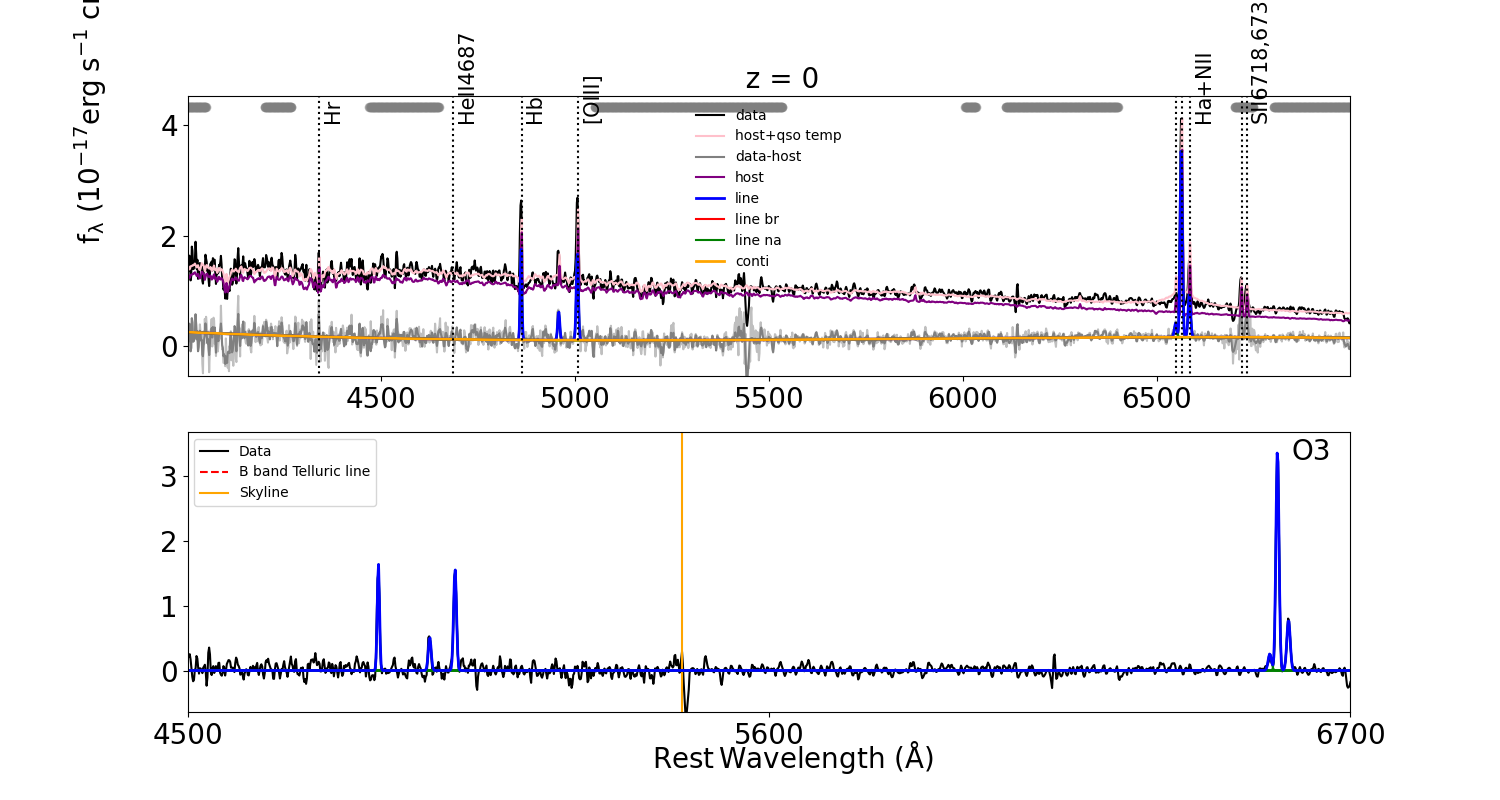 z = 0
f_λ (10^−17 erg s^−1
Hr
HeII4687
Hb
[OIII]
Ha+NII
SII6718,673
data
host+qso temp
data-host
host
line
line br
line na
conti
4
2
0
4500
5000
5500
6000
6500
O3
Data
B band Telluric line
Skyline
3
2
1
0
4500
5600
6700
Rest Wavelength (Å)